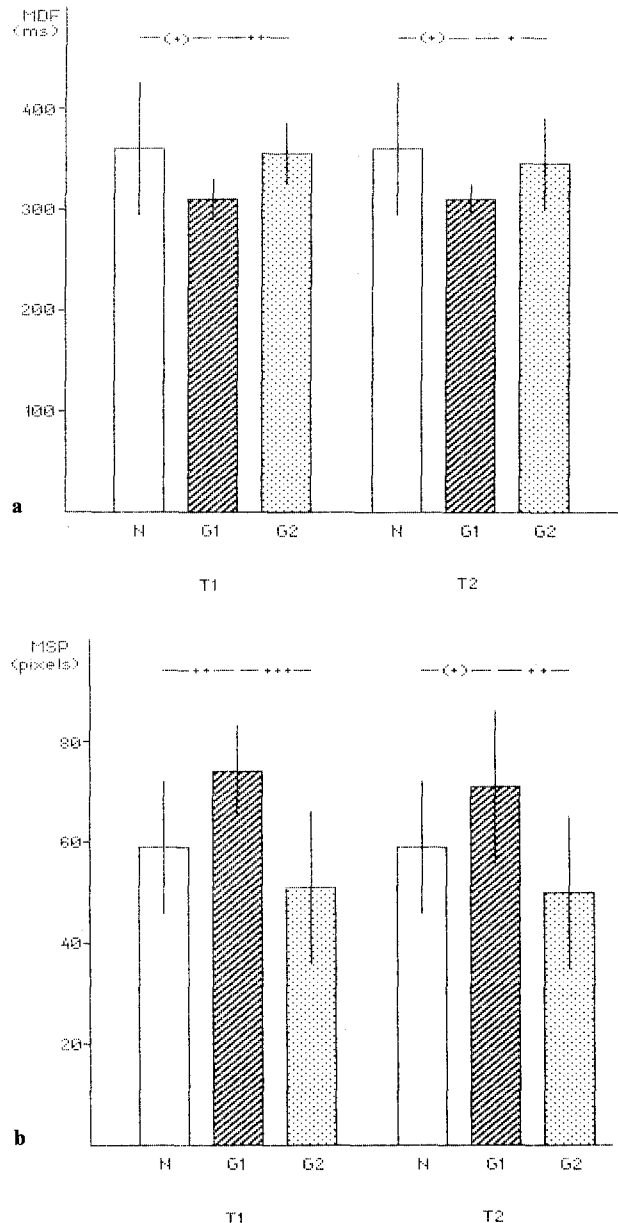 MDF
(ms)
(+) ++ (+) +
400
300
200
100
a
N G1 G2 N G1 G2
T1 T2
MSP
(pixels)
++ +++ (+) ++
80
60
40
20
b
N G1 G2 N G1 G2
T1 T2